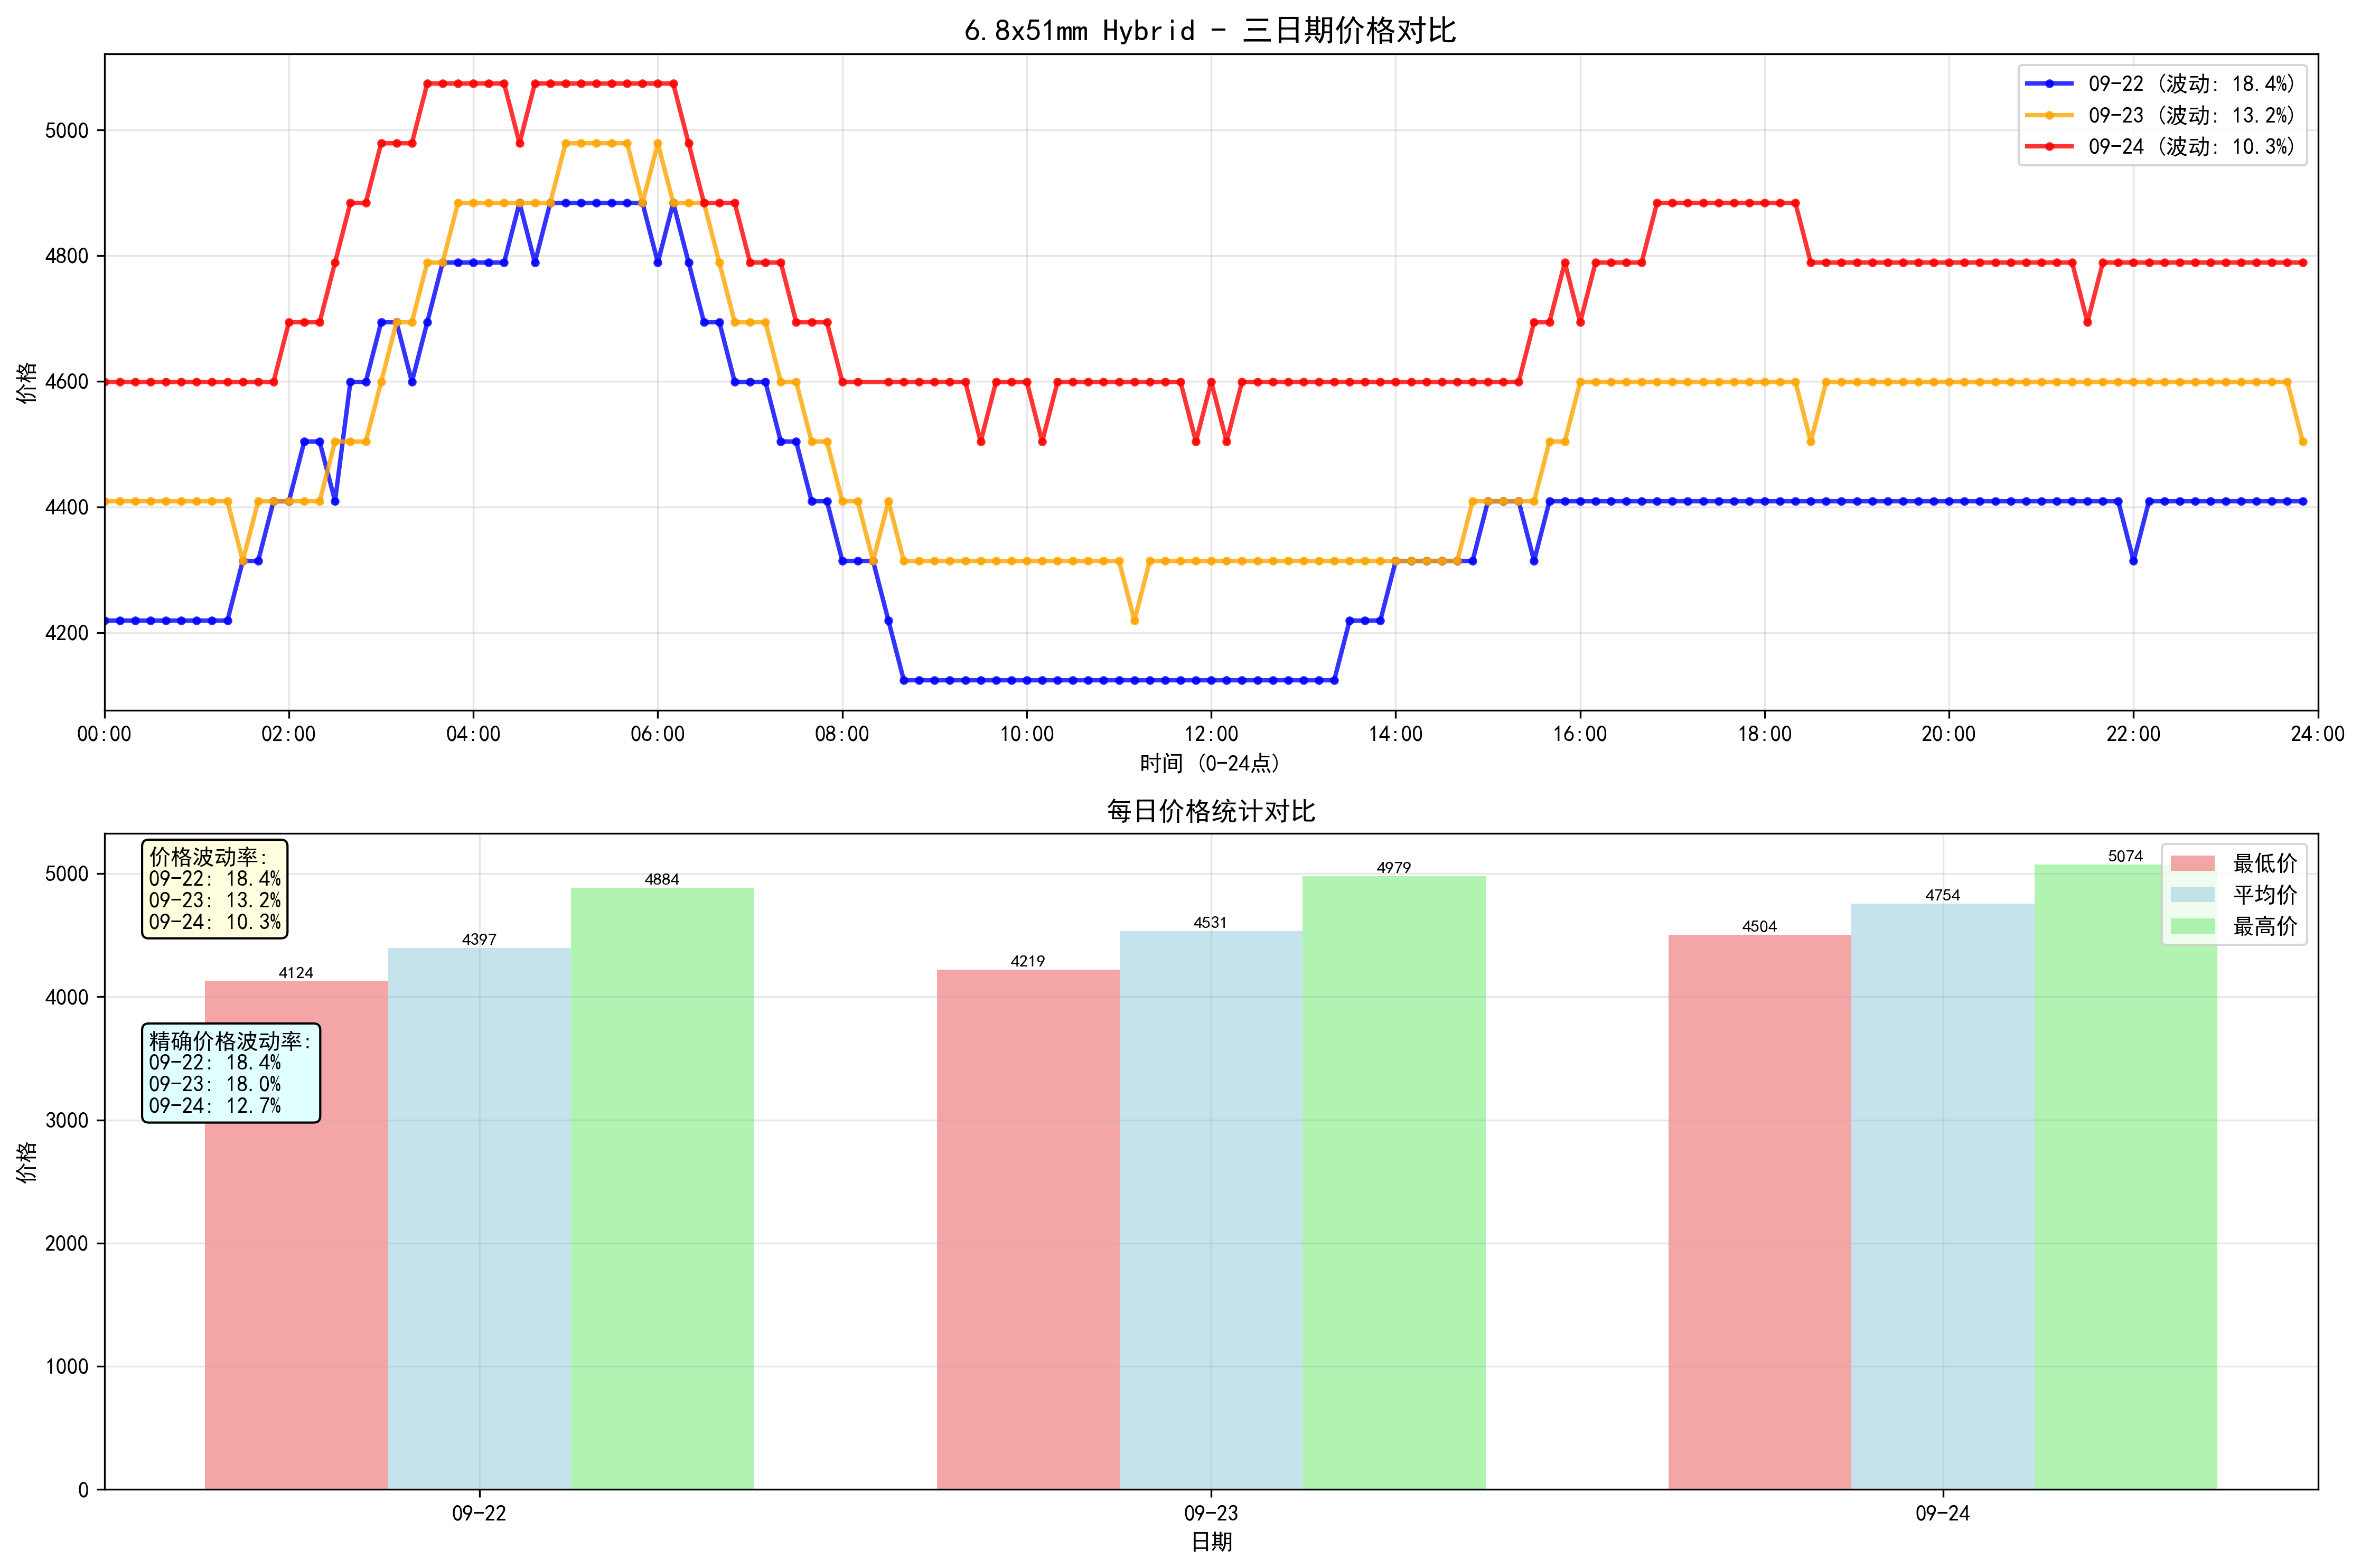 6.8x51mm Hybrid - 三日期价格对比
09-22 (波动: 18.4%)
09-23 (波动: 13.2%)
09-24 (波动: 10.3%)
价格
5000
4800
4600
4400
4200
00:00 02:00 04:00 06:00 08:00 10:00 12:00 14:00 16:00 18:00 20:00 22:00 24:00
时间 (0-24点)
每日价格统计对比
价格波动率:
09-22: 18.4%
09-23: 13.2%
09-24: 10.3%
精确价格波动率:
09-22: 18.4%
09-23: 18.0%
09-24: 12.7%
最低价
平均价
最高价
4124 4397 4884
4219 4531 4979
4504 4754 5074
价格
5000
4000
3000
2000
1000
0
09-22 09-23 09-24
日期